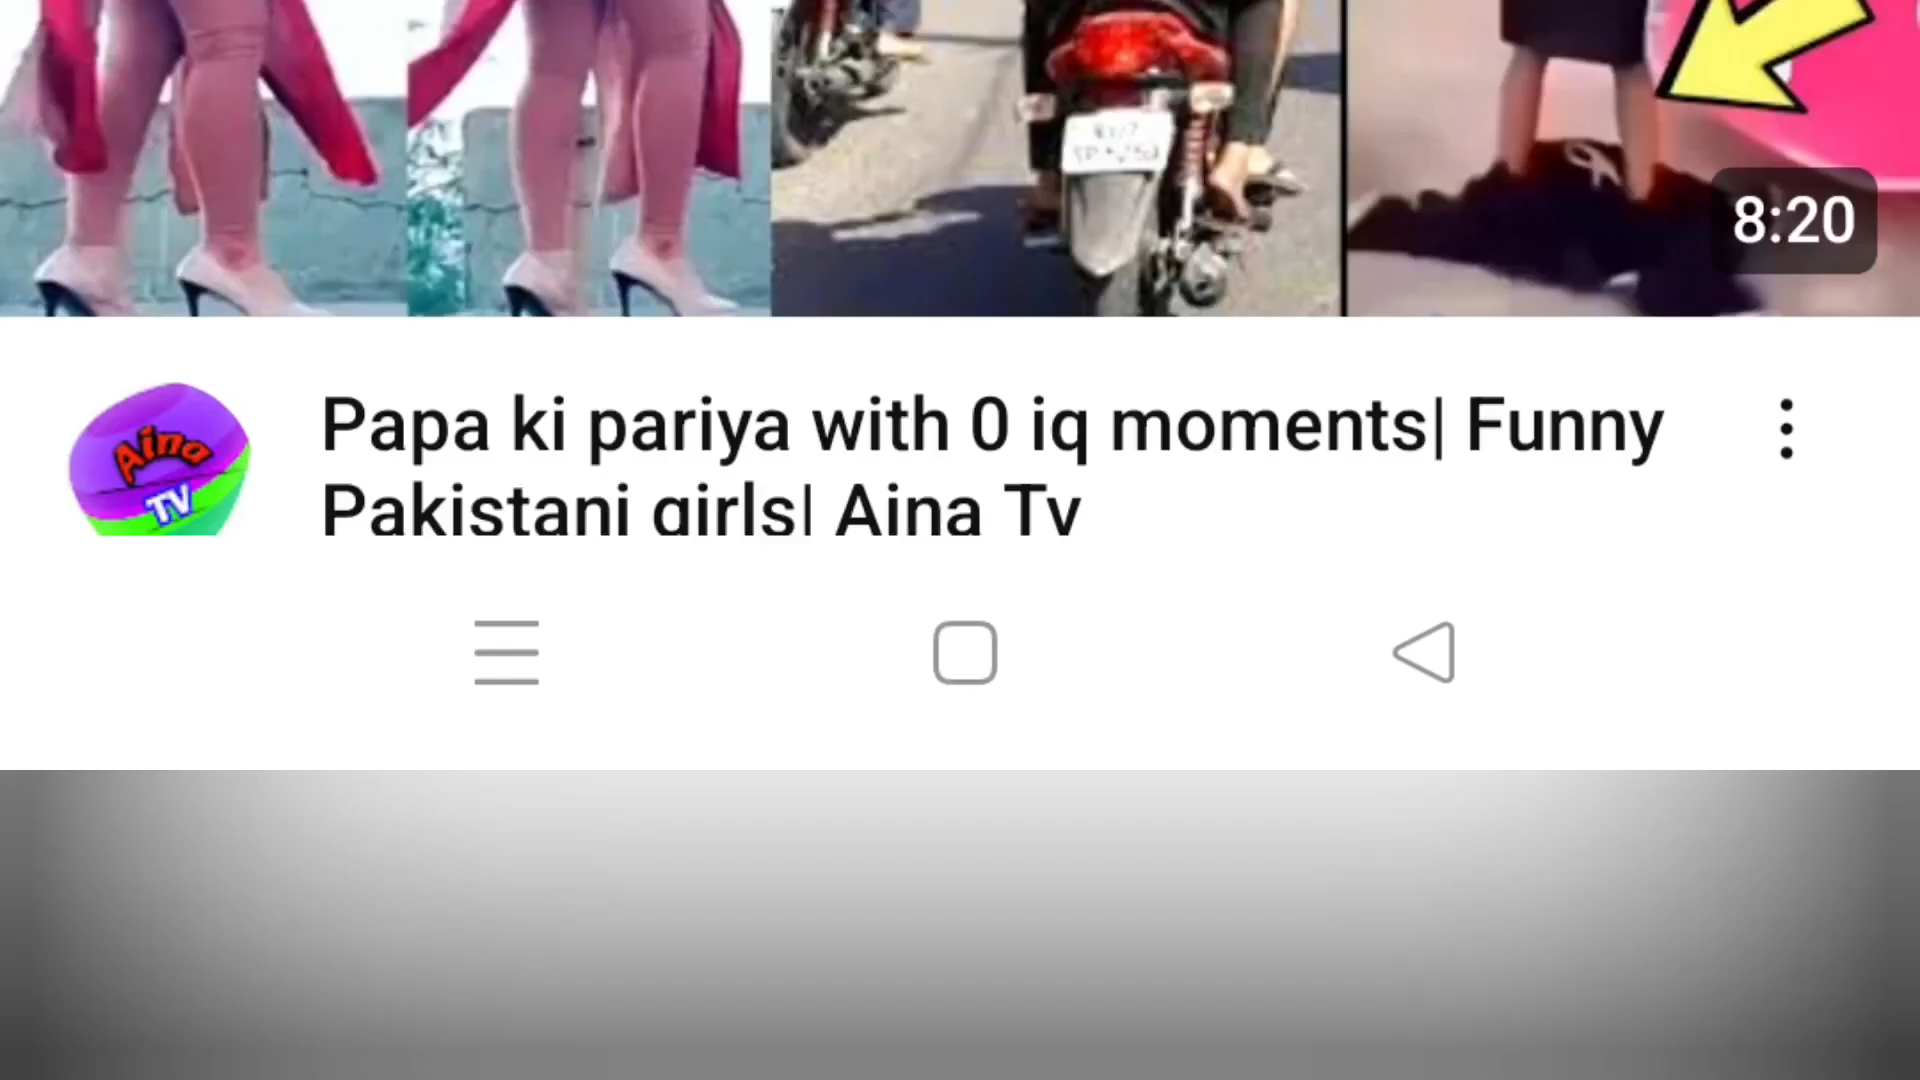 8:20
Aina
TV
Papa ki pariya with 0 iq moments| Funny
Pakistani girls| Aina Tv